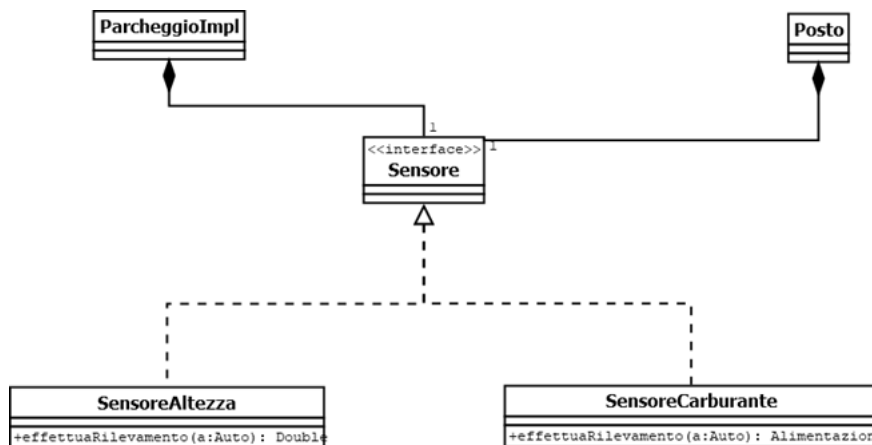 ParcheggioImpl
Posto
1
<<interface>>
1
Sensore
SensoreAltezza
SensoreCarburante
+effettuaRilevamento(a:Auto): Double
+effettuaRilevamento(a:Auto): Alimentazion